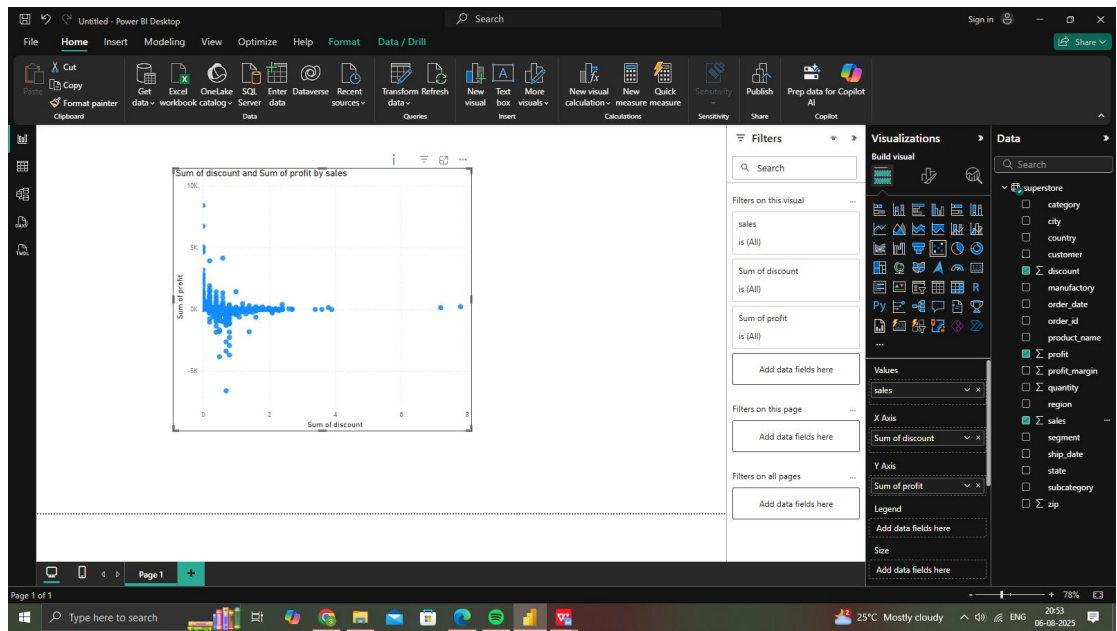 Untitled - Power BI Desktop
Search
Sign in
File Home Insert Modeling View Optimize Help Format Data / Drill
Share
Paste
Cut
Copy
Format painter
Clipboard
Get data
Excel workbook
OneLake catalog
SQL Server
Enter data
Dataverse
Recent sources
Data
Transform data
Refresh
Queries
New visual
Text box
More visuals
Insert
New visual calculation
New measure
Quick measure
Calculations
Sensitivity
Sensitivity
Publish
Share
Prep data for AI
Copilot
Copilot
Sum of discount and Sum of profit by sales
10K
5K
0K
-5K
Sum of profit
0 2 4 6 8
Sum of discount
Filters
Search
Filters on this visual
sales
is (All)
Sum of discount
is (All)
Sum of profit
is (All)
Add data fields here
Filters on this page
Add data fields here
Filters on all pages
Add data fields here
Visualizations
Build visual
R
Py
Values
sales
X Axis
Sum of discount
Y Axis
Sum of profit
Legend
Add data fields here
Size
Add data fields here
Data
Search
superstore
category
city
country
customer
discount
manufactory
order_date
order_id
product_name
profit
profit_margin
quantity
region
sales
segment
ship_date
state
subcategory
zip
Page 1
Page 1 of 1
78%
Type here to search
25°C Mostly cloudy
ENG
20:53
06-08-2025